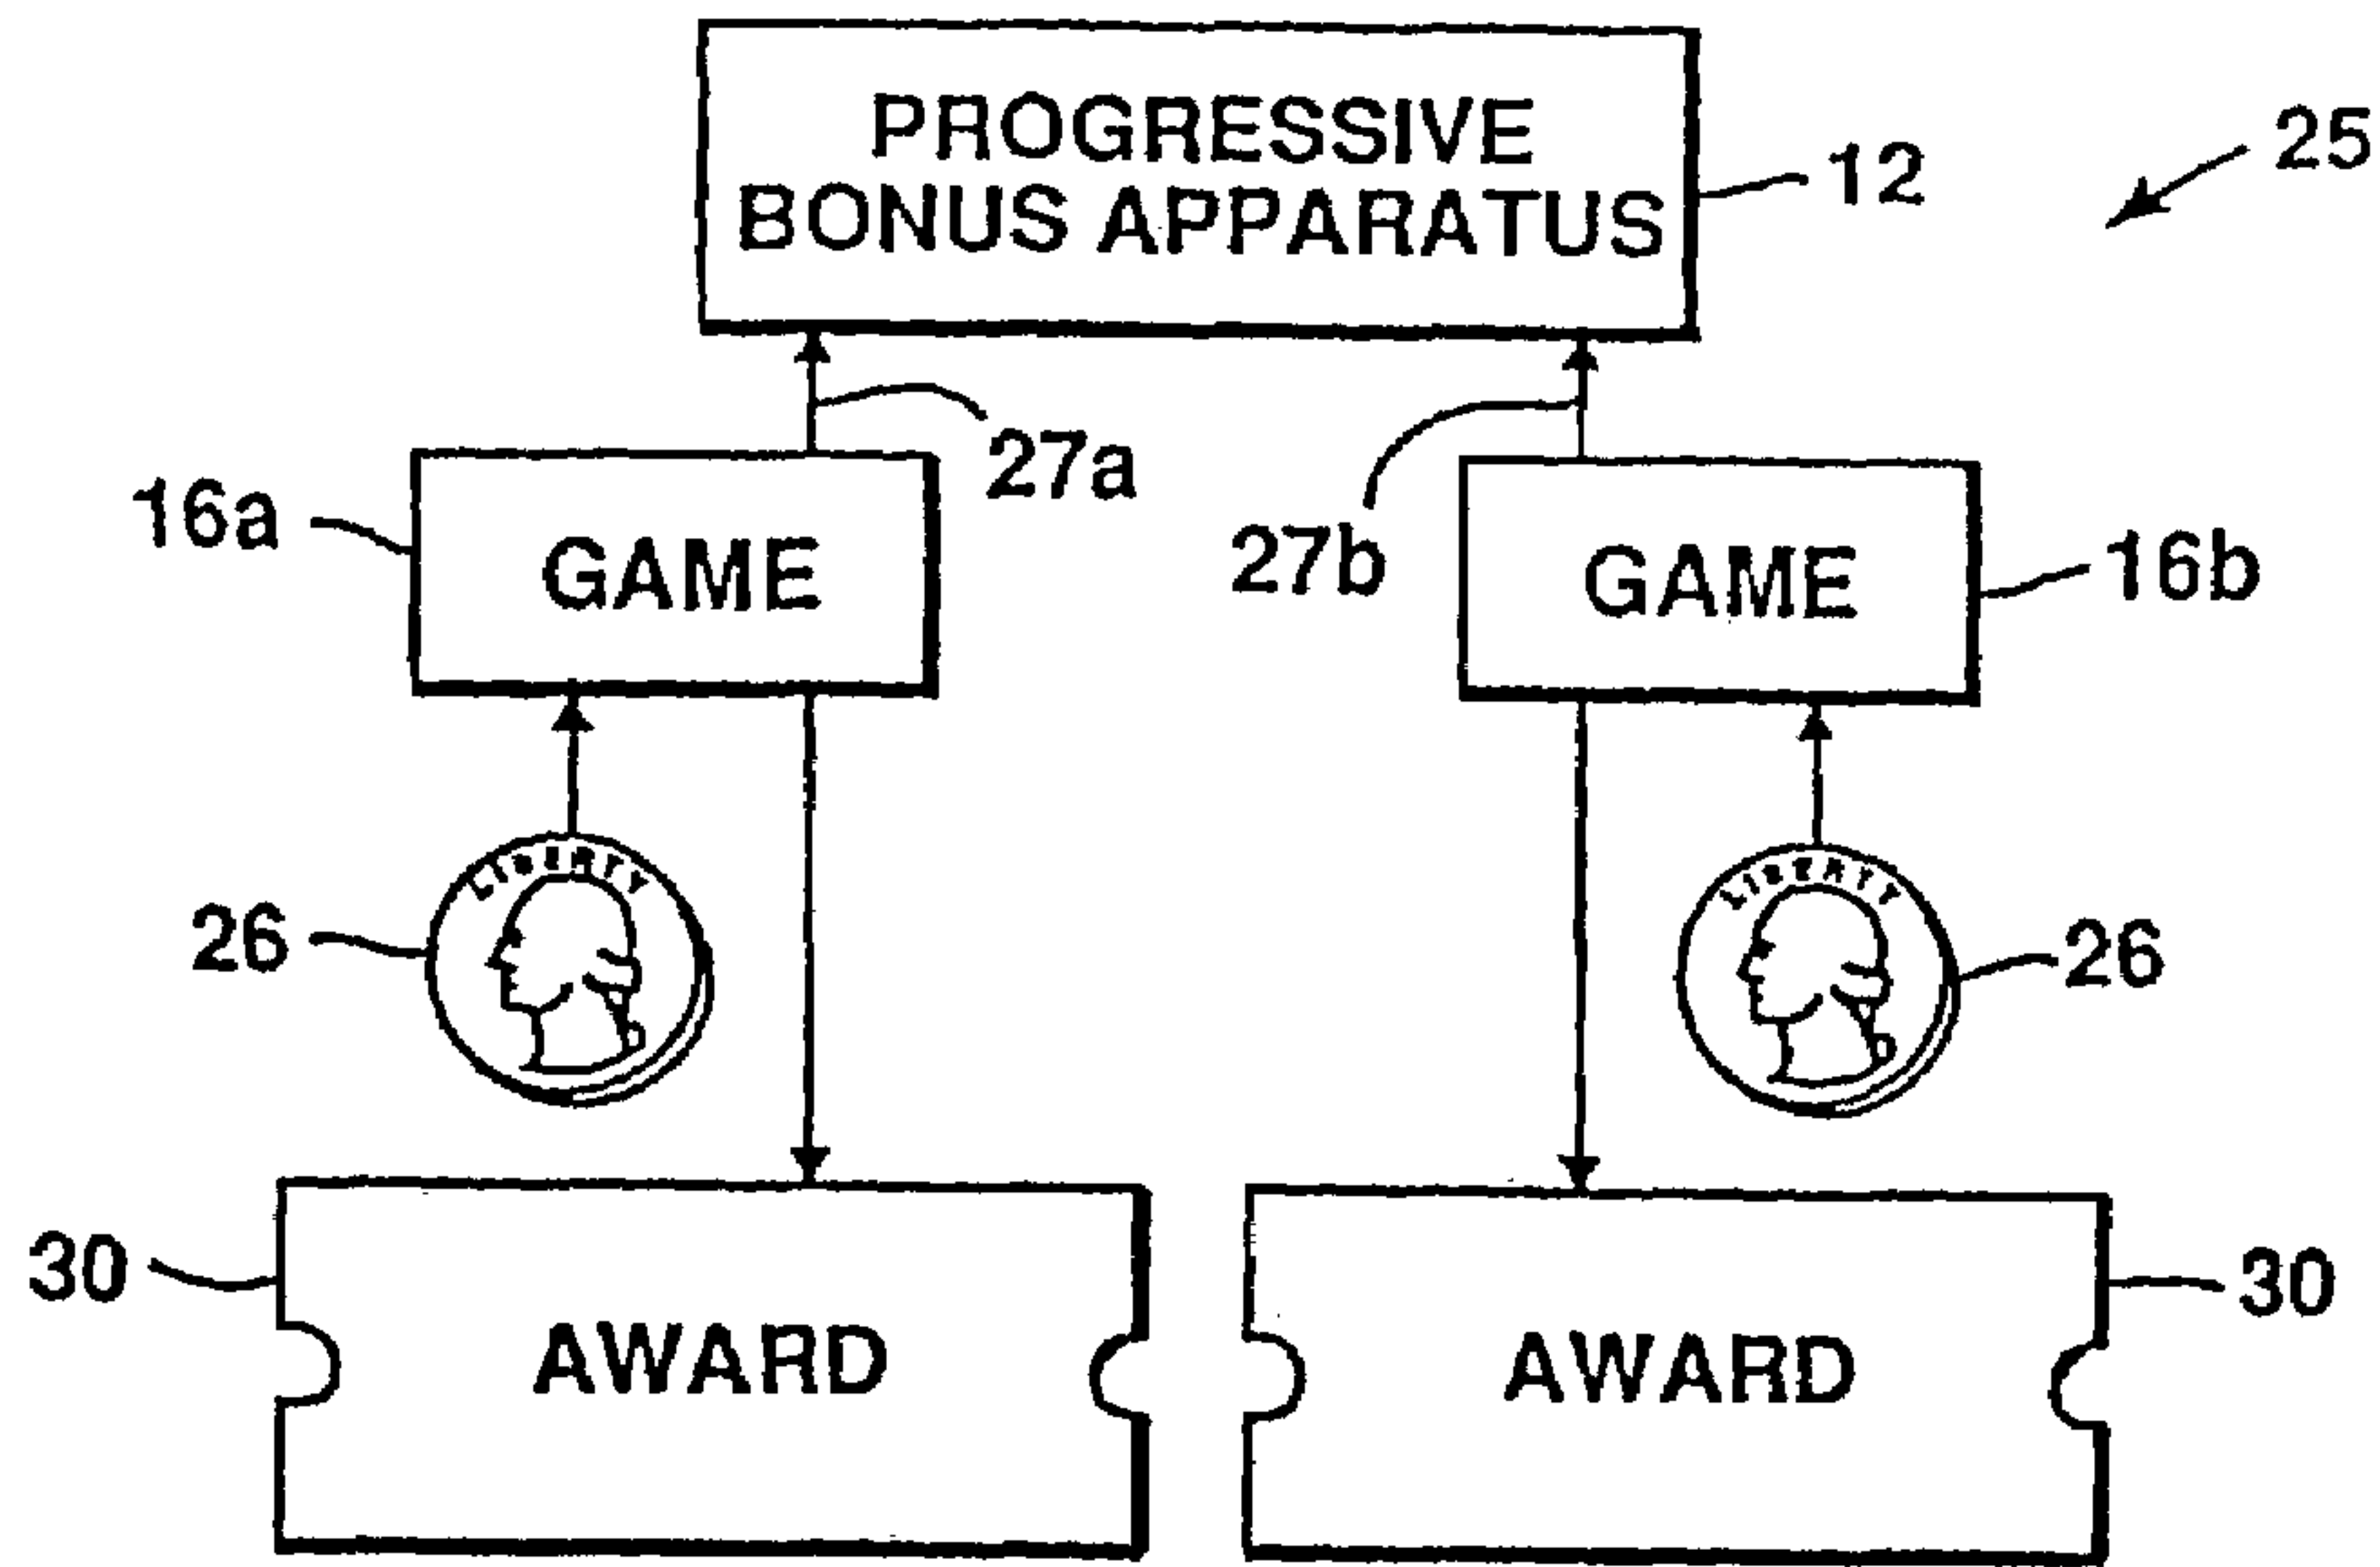 PROGRESSIVE
BONUS APPARATUS
12
25
27a
16a
GAME
27b
GAME
16b
LIBERTY
26
LIBERTY
26
30
AWARD
AWARD
30